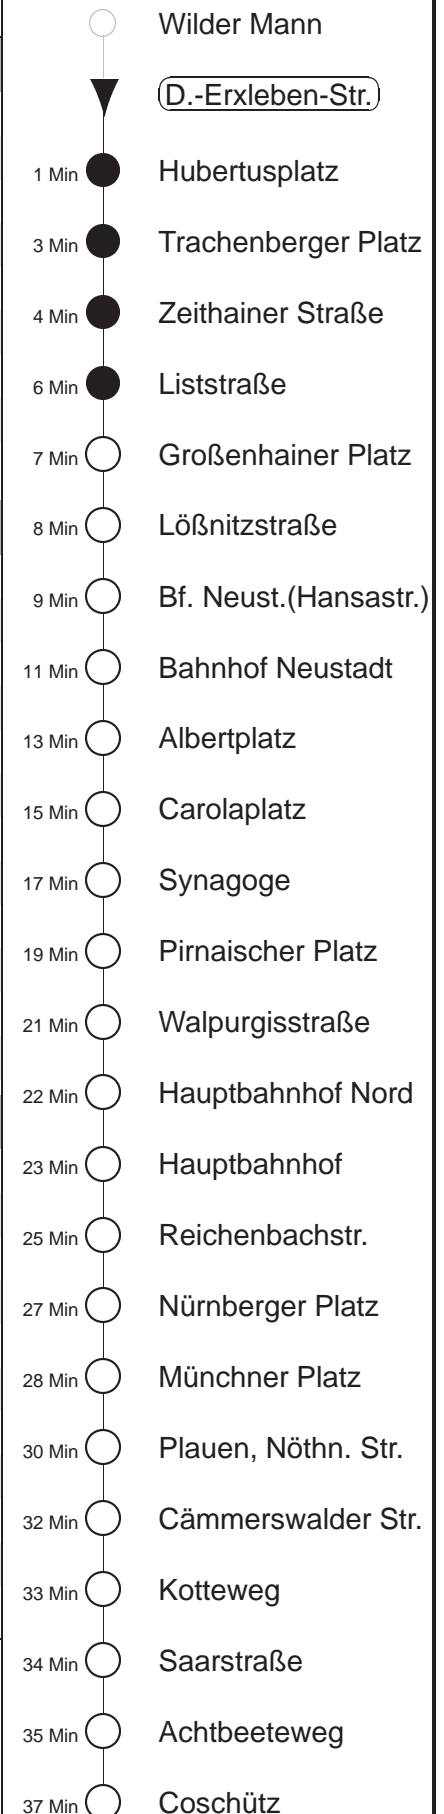 Wilder Mann
D.-Erxleben-Str.
1 Min Hubertusplatz
3 Min Trachenberger Platz
4 Min Zeithainer Straße
6 Min Liststraße
7 Min Großenhainer Platz
8 Min Lößnitzstraße
9 Min Bf. Neust.(Hansastr.)
11 Min Bahnhof Neustadt
13 Min Albertplatz
15 Min Carolaplatz
17 Min Synagoge
19 Min Pirnaischer Platz
21 Min Walpurgisstraße
22 Min Hauptbahnhof Nord
23 Min Hauptbahnhof
25 Min Reichenbachstr.
27 Min Nürnberger Platz
28 Min Münchner Platz
30 Min Plauen, Nöthn. Str.
32 Min Cämmerswalder Str.
33 Min Kotteweg
34 Min Saarstraße
35 Min Achtbeeteweg
37 Min Coschütz